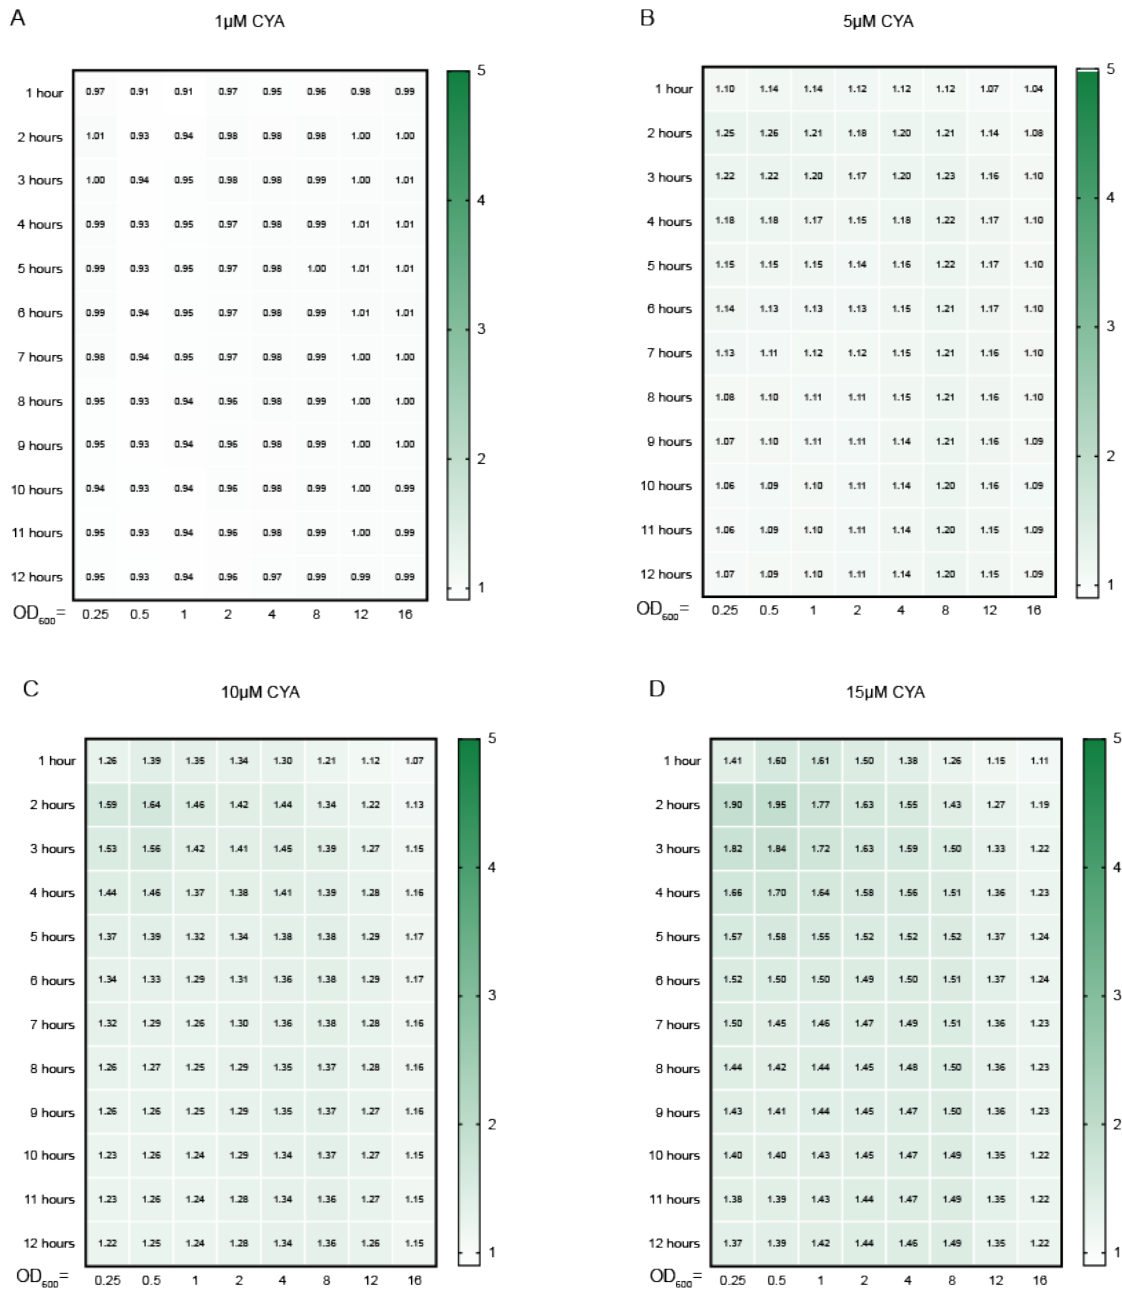 A
1µM CYA
5
1 hour 0.97 0.91 0.91 0.97 0.95 0.96 0.98 0.99
2 hours 1.01 0.93 0.94 0.98 0.98 0.98 1.00 1.00
3 hours 1.00 0.94 0.95 0.98 0.98 0.99 1.00 1.01
4
4 hours 0.99 0.93 0.95 0.97 0.98 0.99 1.01 1.01
5 hours 0.99 0.93 0.95 0.97 0.98 1.00 1.01 1.01
6 hours 0.99 0.94 0.95 0.97 0.98 0.99 1.01 1.01
3
7 hours 0.98 0.94 0.95 0.97 0.98 0.99 1.00 1.00
8 hours 0.95 0.93 0.94 0.96 0.98 0.99 1.00 1.00
9 hours 0.95 0.93 0.94 0.96 0.98 0.99 1.00 1.00
2
10 hours 0.94 0.93 0.94 0.96 0.98 0.99 1.00 0.99
11 hours 0.95 0.93 0.94 0.96 0.98 0.99 1.00 0.99
12 hours 0.95 0.93 0.94 0.96 0.97 0.99 0.99 0.99
1
OD600= 0.25 0.5 1 2 4 8 12 16
B
5µM CYA
5
1 hour 1.10 1.14 1.14 1.12 1.12 1.12 1.07 1.04
2 hours 1.25 1.26 1.21 1.18 1.20 1.21 1.14 1.08
3 hours 1.22 1.22 1.20 1.17 1.20 1.23 1.16 1.10
4
4 hours 1.18 1.18 1.17 1.15 1.18 1.22 1.17 1.10
5 hours 1.15 1.15 1.15 1.14 1.16 1.22 1.17 1.10
6 hours 1.14 1.13 1.13 1.13 1.15 1.21 1.17 1.10
3
7 hours 1.13 1.11 1.12 1.12 1.15 1.21 1.16 1.10
8 hours 1.08 1.10 1.11 1.11 1.15 1.21 1.16 1.10
9 hours 1.07 1.10 1.11 1.11 1.14 1.21 1.16 1.09
2
10 hours 1.06 1.09 1.10 1.11 1.14 1.20 1.16 1.09
11 hours 1.06 1.09 1.10 1.11 1.14 1.20 1.15 1.09
12 hours 1.07 1.09 1.10 1.11 1.14 1.20 1.15 1.09
1
OD600= 0.25 0.5 1 2 4 8 12 16
C
10µM CYA
5
1 hour 1.26 1.39 1.35 1.34 1.30 1.21 1.12 1.07
2 hours 1.59 1.64 1.46 1.42 1.44 1.34 1.22 1.13
3 hours 1.53 1.56 1.42 1.41 1.45 1.39 1.27 1.15
4
4 hours 1.44 1.46 1.37 1.38 1.41 1.39 1.28 1.16
5 hours 1.37 1.39 1.32 1.34 1.38 1.38 1.29 1.17
6 hours 1.34 1.33 1.29 1.31 1.36 1.38 1.29 1.17
3
7 hours 1.32 1.29 1.26 1.30 1.36 1.38 1.28 1.16
8 hours 1.26 1.27 1.25 1.29 1.35 1.37 1.28 1.16
9 hours 1.26 1.26 1.25 1.29 1.35 1.37 1.27 1.16
2
10 hours 1.23 1.26 1.24 1.29 1.34 1.37 1.27 1.15
11 hours 1.23 1.26 1.24 1.28 1.34 1.36 1.27 1.15
12 hours 1.22 1.25 1.24 1.28 1.34 1.36 1.26 1.15
1
OD600= 0.25 0.5 1 2 4 8 12 16
D
15µM CYA
5
1 hour 1.41 1.60 1.61 1.50 1.38 1.26 1.15 1.11
2 hours 1.90 1.95 1.77 1.63 1.55 1.43 1.27 1.19
3 hours 1.82 1.84 1.72 1.63 1.59 1.50 1.33 1.22
4
4 hours 1.66 1.70 1.64 1.58 1.56 1.51 1.36 1.23
5 hours 1.57 1.58 1.55 1.52 1.52 1.52 1.37 1.24
6 hours 1.52 1.50 1.50 1.49 1.50 1.51 1.37 1.24
3
7 hours 1.50 1.45 1.46 1.47 1.49 1.51 1.36 1.23
8 hours 1.44 1.42 1.44 1.45 1.48 1.50 1.36 1.23
9 hours 1.43 1.41 1.44 1.45 1.47 1.50 1.36 1.23
2
10 hours 1.40 1.40 1.43 1.45 1.47 1.49 1.35 1.22
11 hours 1.38 1.39 1.43 1.44 1.47 1.49 1.35 1.22
12 hours 1.37 1.39 1.42 1.44 1.46 1.49 1.35 1.22
1
OD600= 0.25 0.5 1 2 4 8 12 16